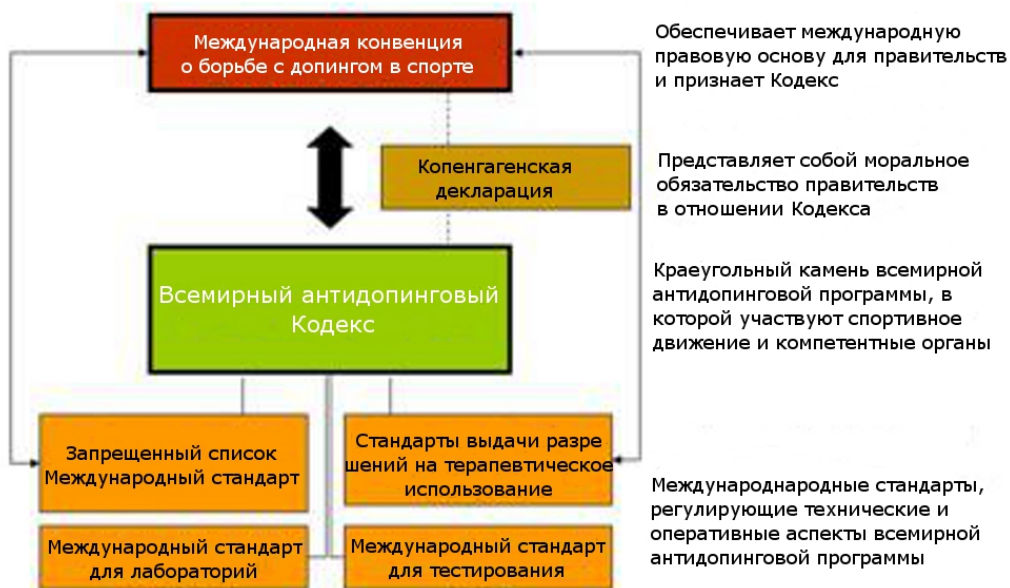 Международная конвенция
о борьбе с допингом в спорте
Обеспечивает международную
правовую основу для правительств
и признает Кодекс
Копенгагенская
декларация
Представляет собой моральное
обязательство правительств
в отношении Кодекса
Всемирный антидопинговый
Кодекс
Краеугольный камень всемирной
антидопинговой программы, в
которой участвуют спортивное
движение и компетентные органы
Запрещенный список
Международный стандарт
Стандарты выдачи разре
шений на терапевтическое
использование
Международный стандарт
для лабораторий
Международный стандарт
для тестирования
Международнародные стандарты,
регулирующие технические и
оперативные аспекты всемирной
антидопинговой программы